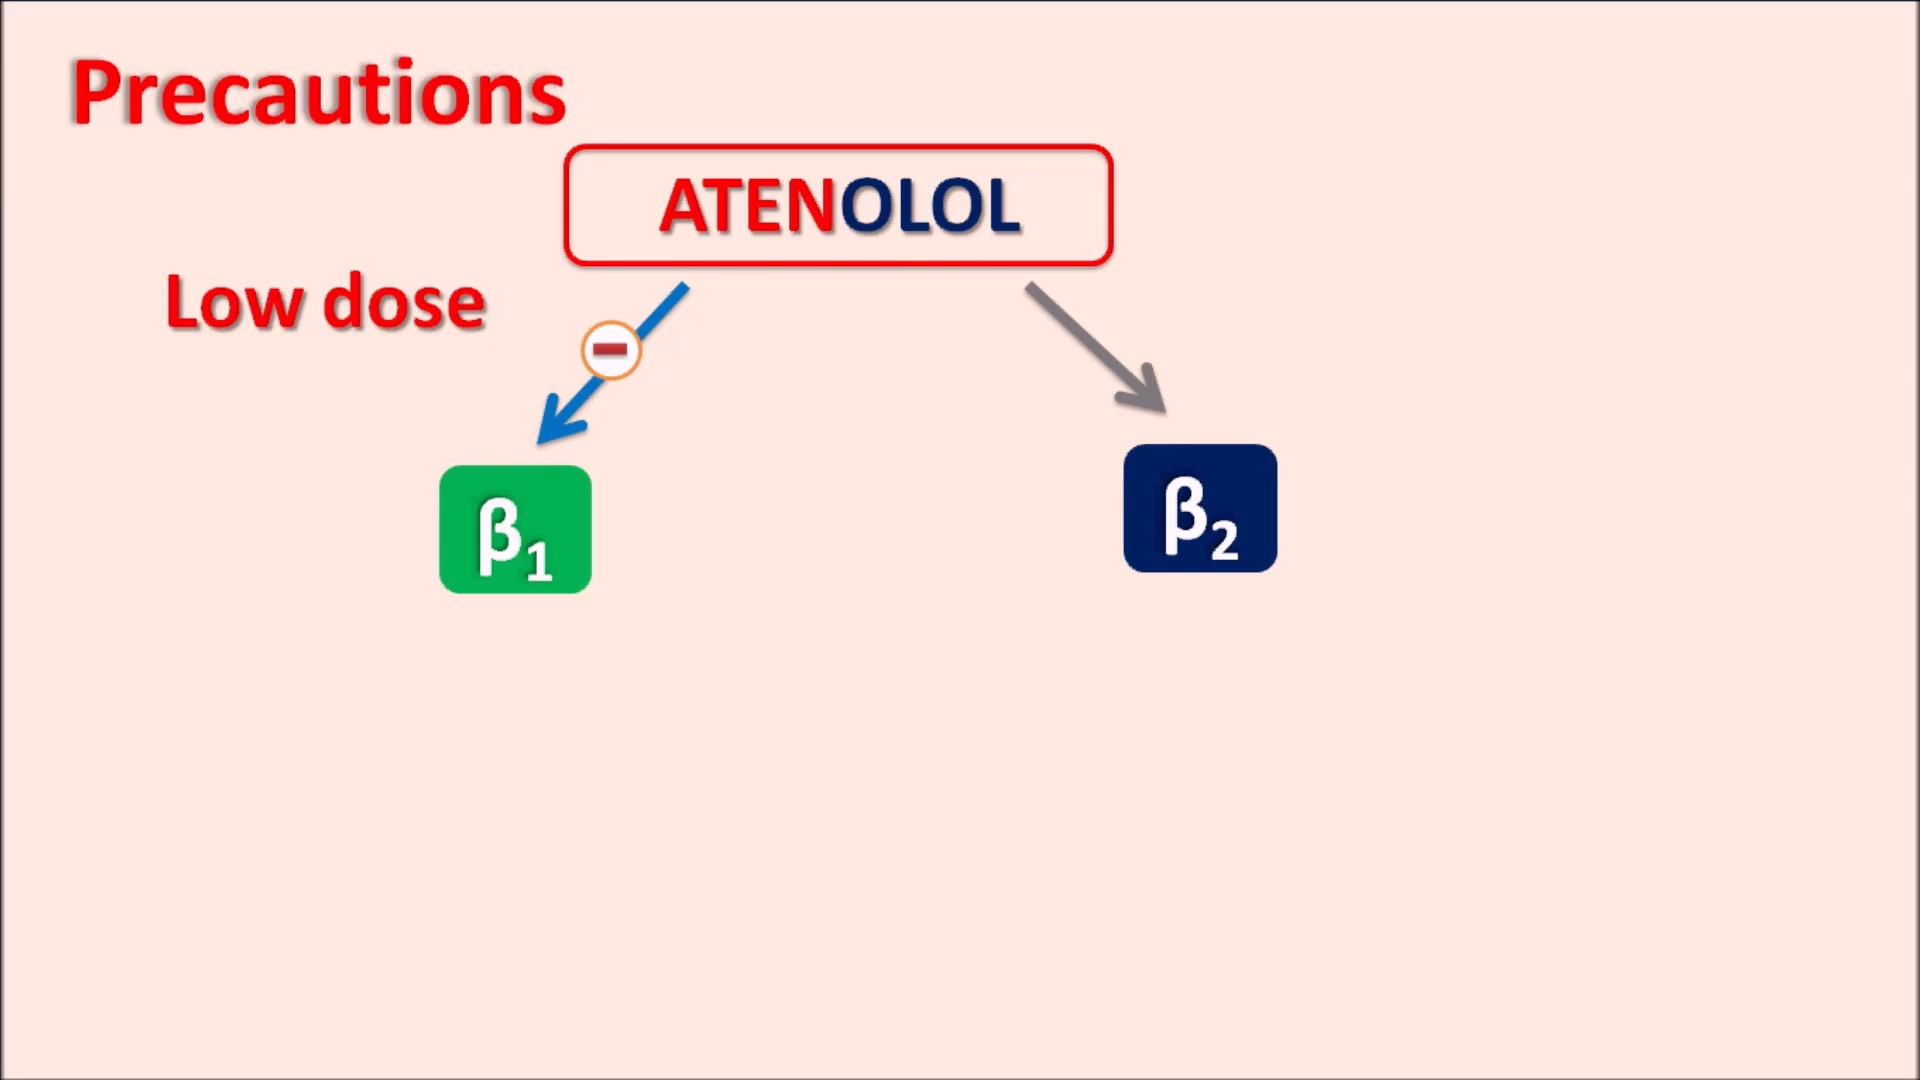 Precautions
ATENOLOL
Low dose
β₁
β₂